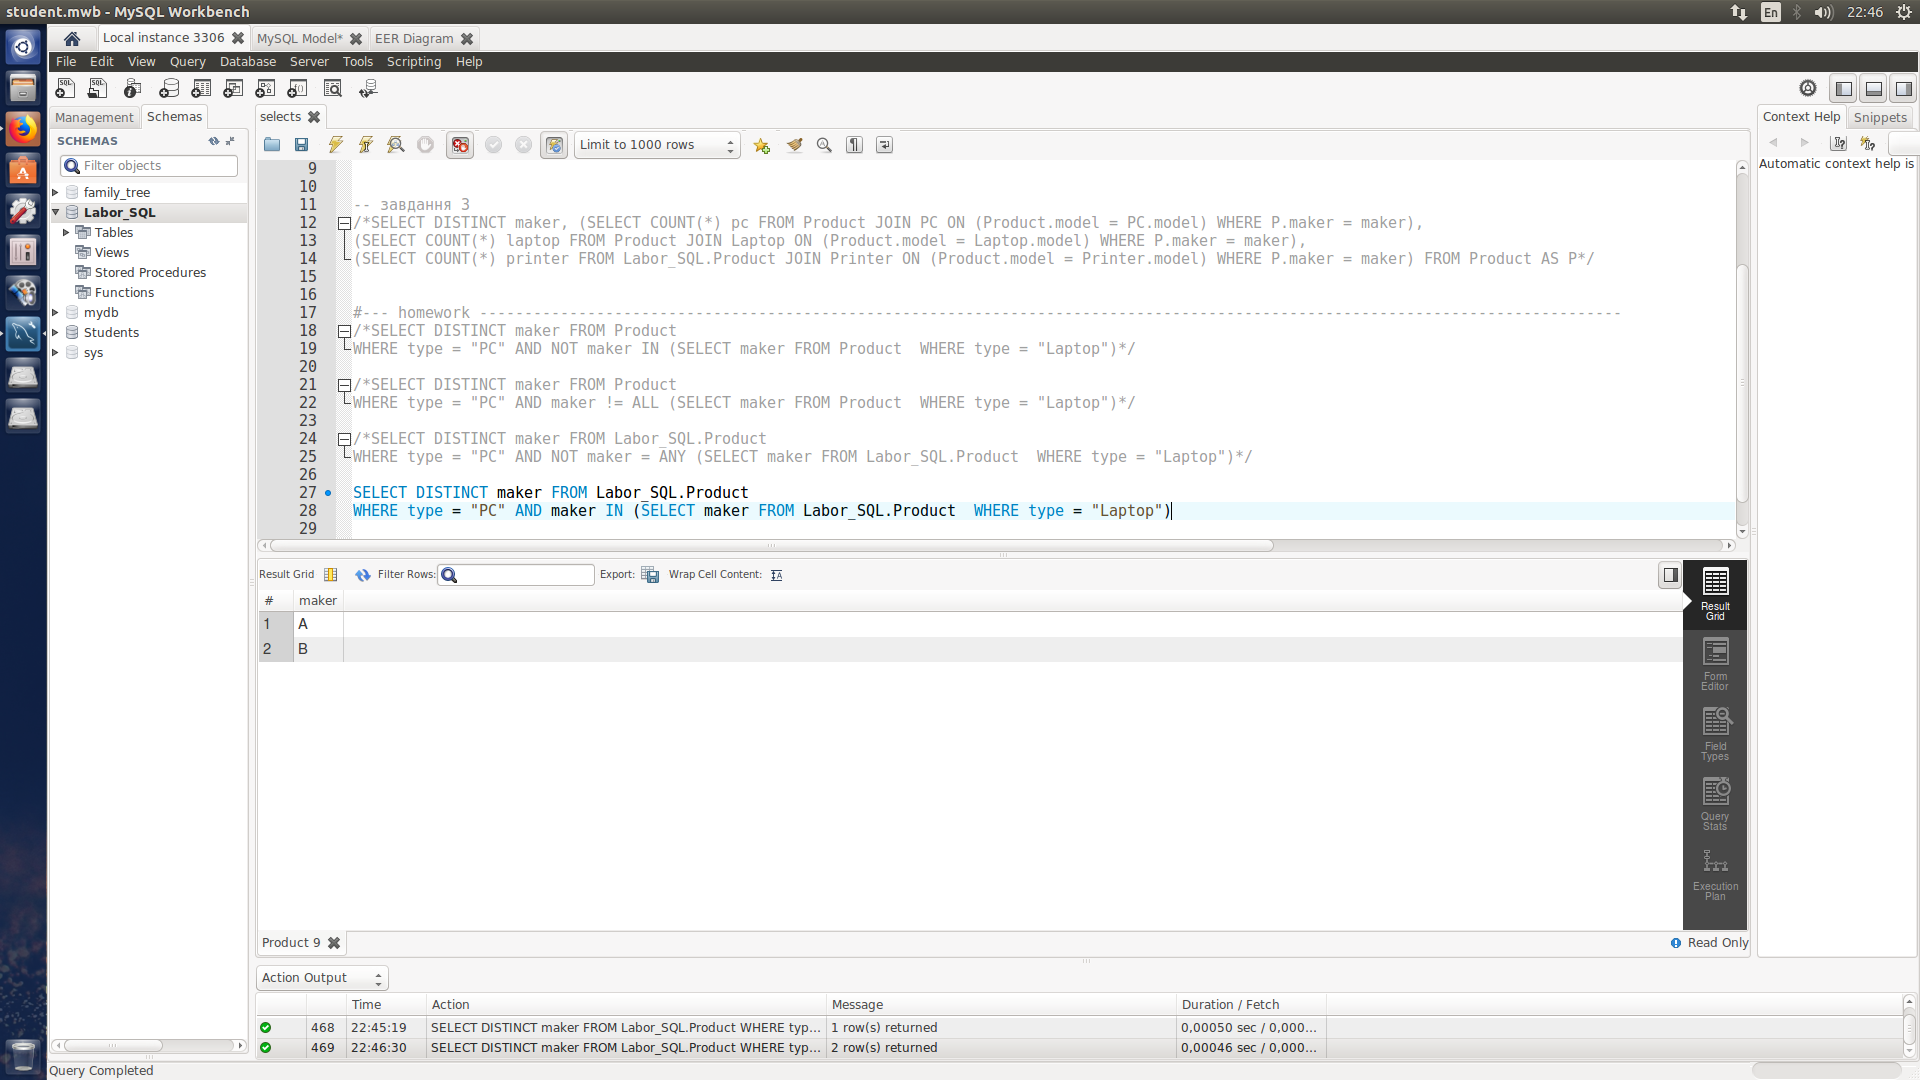 student.mwb - MySQL Workbench
En
22:46
Local instance 3306
MySQL Model*
EER Diagram
File Edit View Query Database Server Tools Scripting Help
Management
Schemas
SCHEMAS
Filter objects
family_tree
Labor_SQL
Tables
Views
Stored Procedures
Functions
mydb
Students
sys
selects
Limit to 1000 rows
9
10
11 -- завдання 3
12 /*SELECT DISTINCT maker, (SELECT COUNT(*) pc FROM Product JOIN PC ON (Product.model = PC.model) WHERE P.maker = maker),
13 (SELECT COUNT(*) laptop FROM Product JOIN Laptop ON (Product.model = Laptop.model) WHERE P.maker = maker),
14 (SELECT COUNT(*) printer FROM Labor_SQL.Product JOIN Printer ON (Product.model = Printer.model) WHERE P.maker = maker) FROM Product AS P*/
15
16
17 #--- homework -------------------------------------------------------------------------------------------------------------------------------
18 /*SELECT DISTINCT maker FROM Product
19 WHERE type = "PC" AND NOT maker IN (SELECT maker FROM Product  WHERE type = "Laptop")*/
20
21 /*SELECT DISTINCT maker FROM Product
22 WHERE type = "PC" AND maker != ALL (SELECT maker FROM Product  WHERE type = "Laptop")*/
23
24 /*SELECT DISTINCT maker FROM Labor_SQL.Product
25 WHERE type = "PC" AND NOT maker = ANY (SELECT maker FROM Labor_SQL.Product  WHERE type = "Laptop")*/
26
27 SELECT DISTINCT maker FROM Labor_SQL.Product
28 WHERE type = "PC" AND maker IN (SELECT maker FROM Labor_SQL.Product  WHERE type = "Laptop")
29
Context Help
Snippets
Automatic context help is
Result Grid
Filter Rows:
Export:
Wrap Cell Content:
# maker
1 A
2 B
Result Grid
Form Editor
Field Types
Query Stats
Execution Plan
Product 9
Read Only
Action Output
Time Action Message Duration / Fetch
468 22:45:19 SELECT DISTINCT maker FROM Labor_SQL.Product WHERE typ... 1 row(s) returned 0,00050 sec / 0,000...
469 22:46:30 SELECT DISTINCT maker FROM Labor_SQL.Product WHERE typ... 2 row(s) returned 0,00046 sec / 0,000...
Query Completed